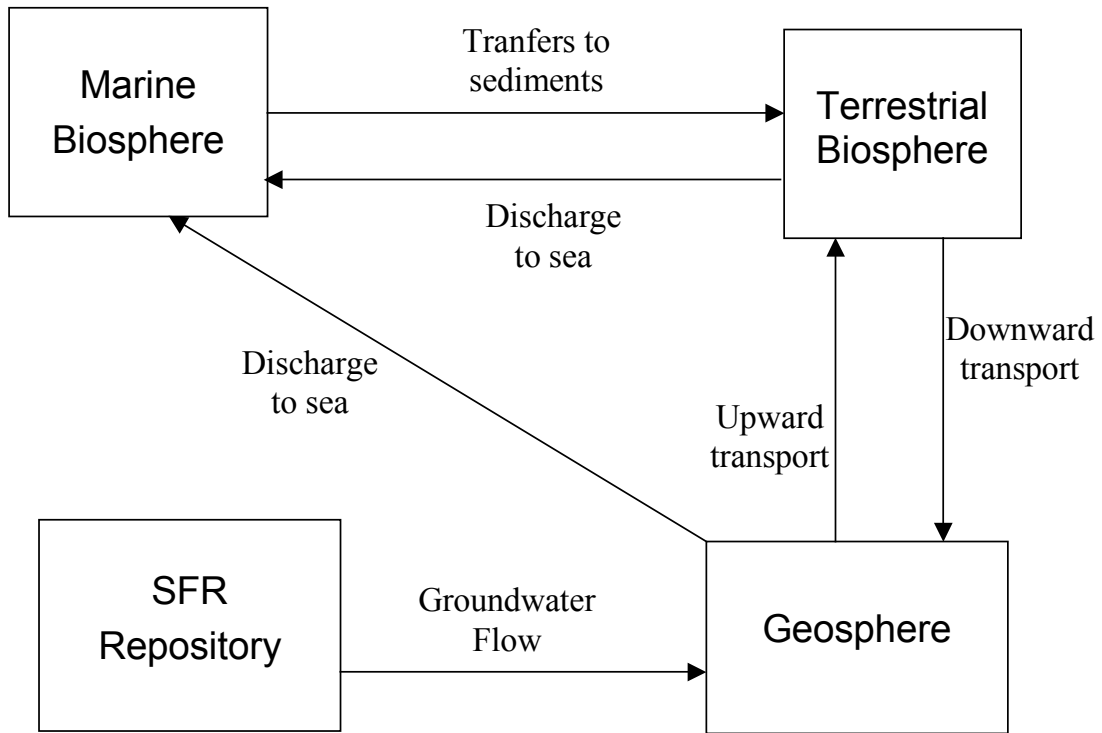 Marine
Biosphere
Tranfers to
sediments
Terrestrial
Biosphere
Discharge
to sea
Discharge
to sea
Upward
transport
Downward
transport
SFR
Repository
Groundwater
Flow
Geosphere